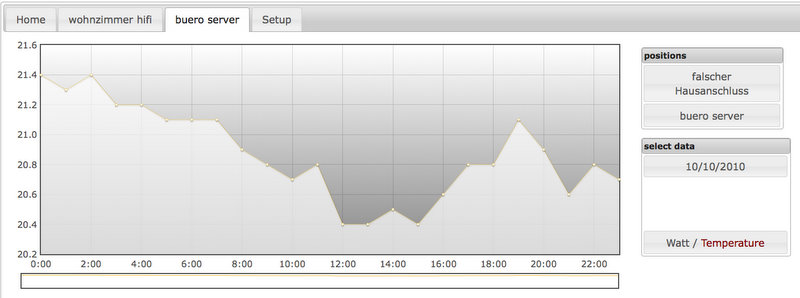 Home wohnzimmer hifi buero server Setup
21.6
21.4
21.2
21.0
20.8
20.6
20.4
20.2
0:00 2:00 4:00 6:00 8:00 10:00 12:00 14:00 16:00 18:00 20:00 22:00
positions
falscher
Hausanschluss
buero server
select data
10/10/2010
Watt / Temperature